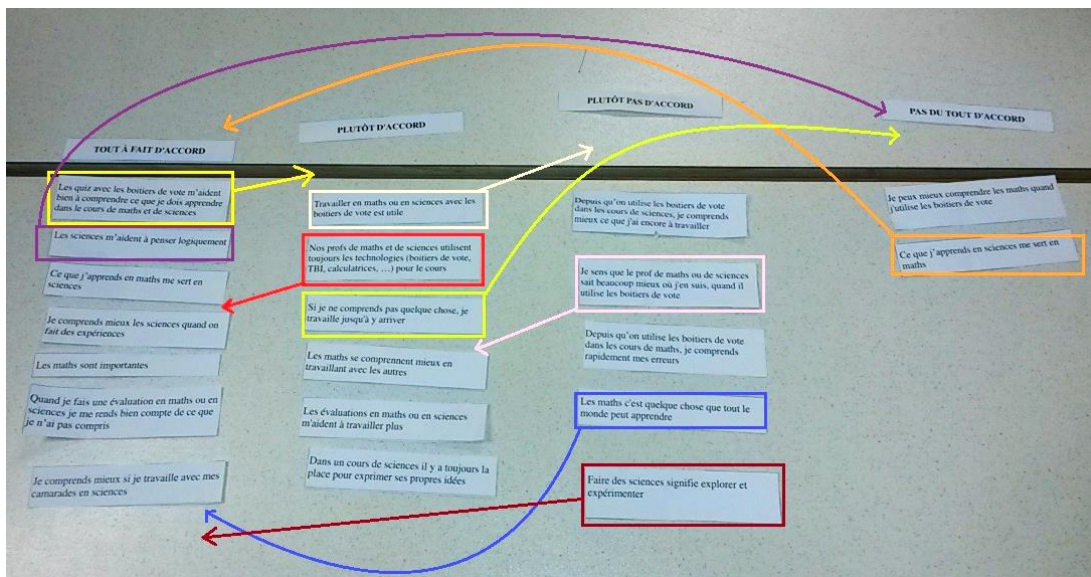 TOUT À FAIT D'ACCORD
Les quiz avec les boitiers de vote m'aident
bien à comprendre ce que je dois apprendre
dans le cours de maths et de sciences
Les sciences m'aident à penser logiquement
Ce que j'apprends en maths me sert en
sciences
Je comprends mieux les sciences quand on
fait des expériences
Les maths sont importantes
Quand je fais une évaluation en maths ou en
sciences je me rends bien compte de ce que
je n'ai pas compris
Je comprends mieux si je travaille avec mes
camarades en sciences
PLUTÔT D'ACCORD
Travailler en maths ou en sciences avec les
boitiers de vote est utile
Nos profs de maths et de sciences utilisent
toujours les technologies (boitiers de vote,
TBI, calculatrices, …) pour le cours
Si je ne comprends pas quelque chose, je
travaille jusqu'à y arriver
Les maths se comprennent mieux en
travaillant avec les autres
Les évaluations en maths ou en sciences
m'aident à travailler plus
Dans un cours de sciences il y a toujours la
place pour exprimer ses propres idées
PLUTÔT PAS D'ACCORD
Depuis qu'on utilise les boitiers de vote
dans les cours de sciences, je comprends
mieux ce que j'ai encore à travailler
Je sens que le prof de maths ou de sciences
sait beaucoup mieux où j'en suis, quand il
utilise les boitiers de vote
Depuis qu'on utilise les boitiers de vote
dans les cours de maths, je comprends
rapidement mes erreurs
Les maths c'est quelque chose que tout le
monde peut apprendre
Faire des sciences signifie explorer et
expérimenter
PAS DU TOUT D'ACCORD
Je peux mieux comprendre les maths quand
j'utilise les boitiers de vote
Ce que j'apprends en sciences me sert en
maths